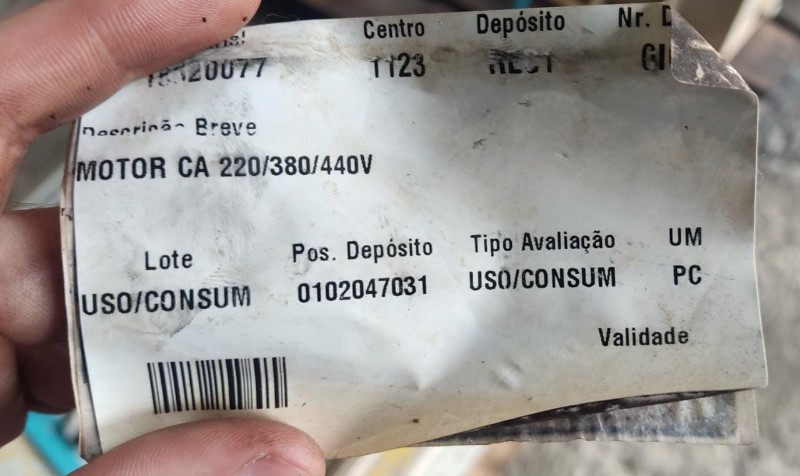 Centro Depósito Nr.
1123
Breve
MOTOR CA 220/380/440V
Lote Pos. Depósito Tipo Avaliação UM
USO/CONSUM 0102047031 USO/CONSUM PC
Validade